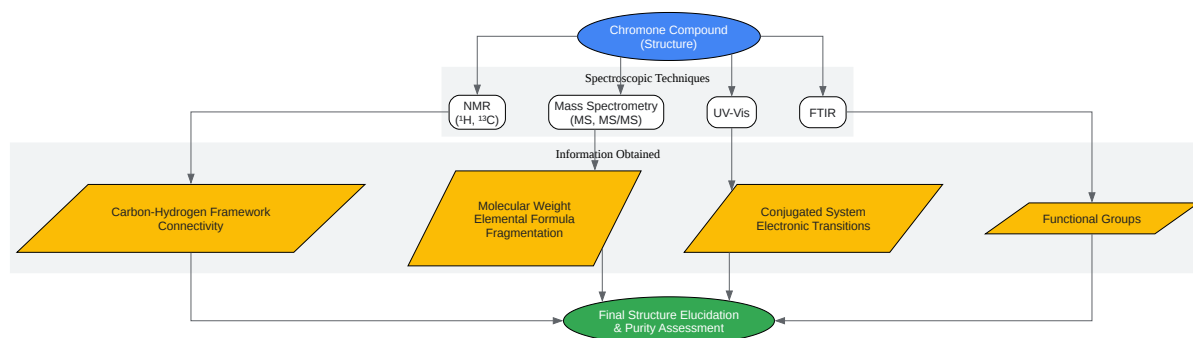 Chromone Compound
(Structure)
Spectroscopic Techniques
NMR
(¹H, ¹³C)
Mass Spectrometry
(MS, MS/MS)
UV-Vis
FTIR
Information Obtained
Carbon-Hydrogen Framework
Connectivity
Molecular Weight
Elemental Formula
Fragmentation
Conjugated System
Electronic Transitions
Functional Groups
Final Structure Elucidation
& Purity Assessment